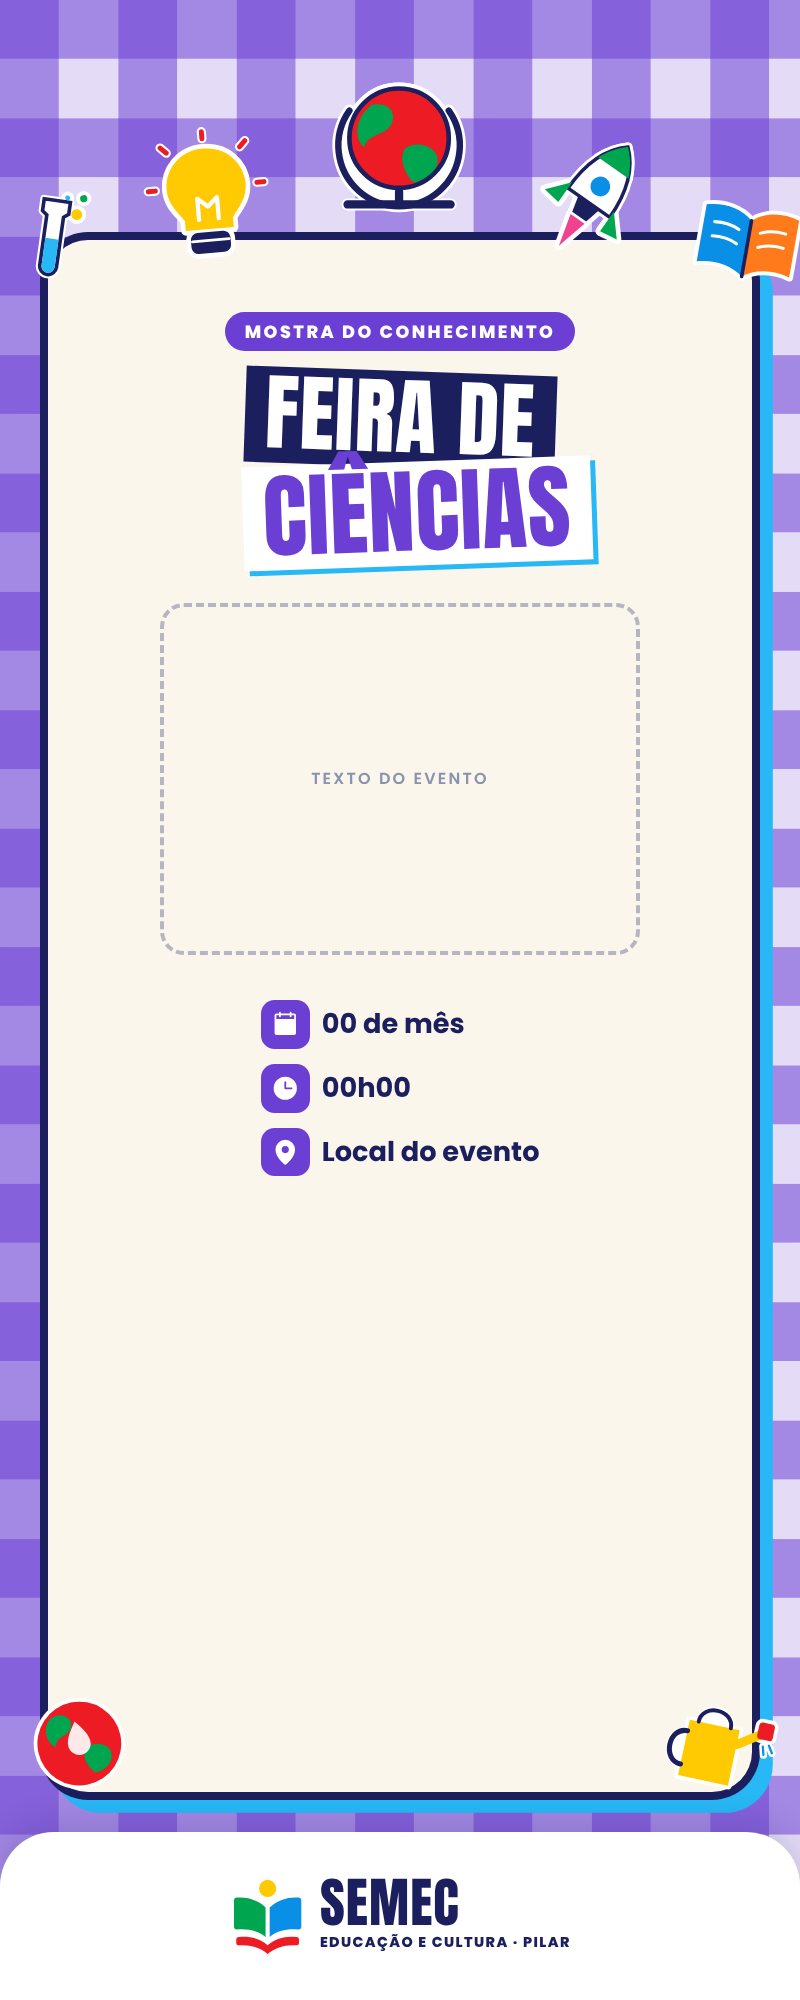 MOSTRA DO CONHECIMENTO
FEIRA DE
CIÊNCIAS
TEXTO DO EVENTO
00 de mês
00h00
Local do evento
SEMEC
EDUCAÇÃO E CULTURA · PILAR